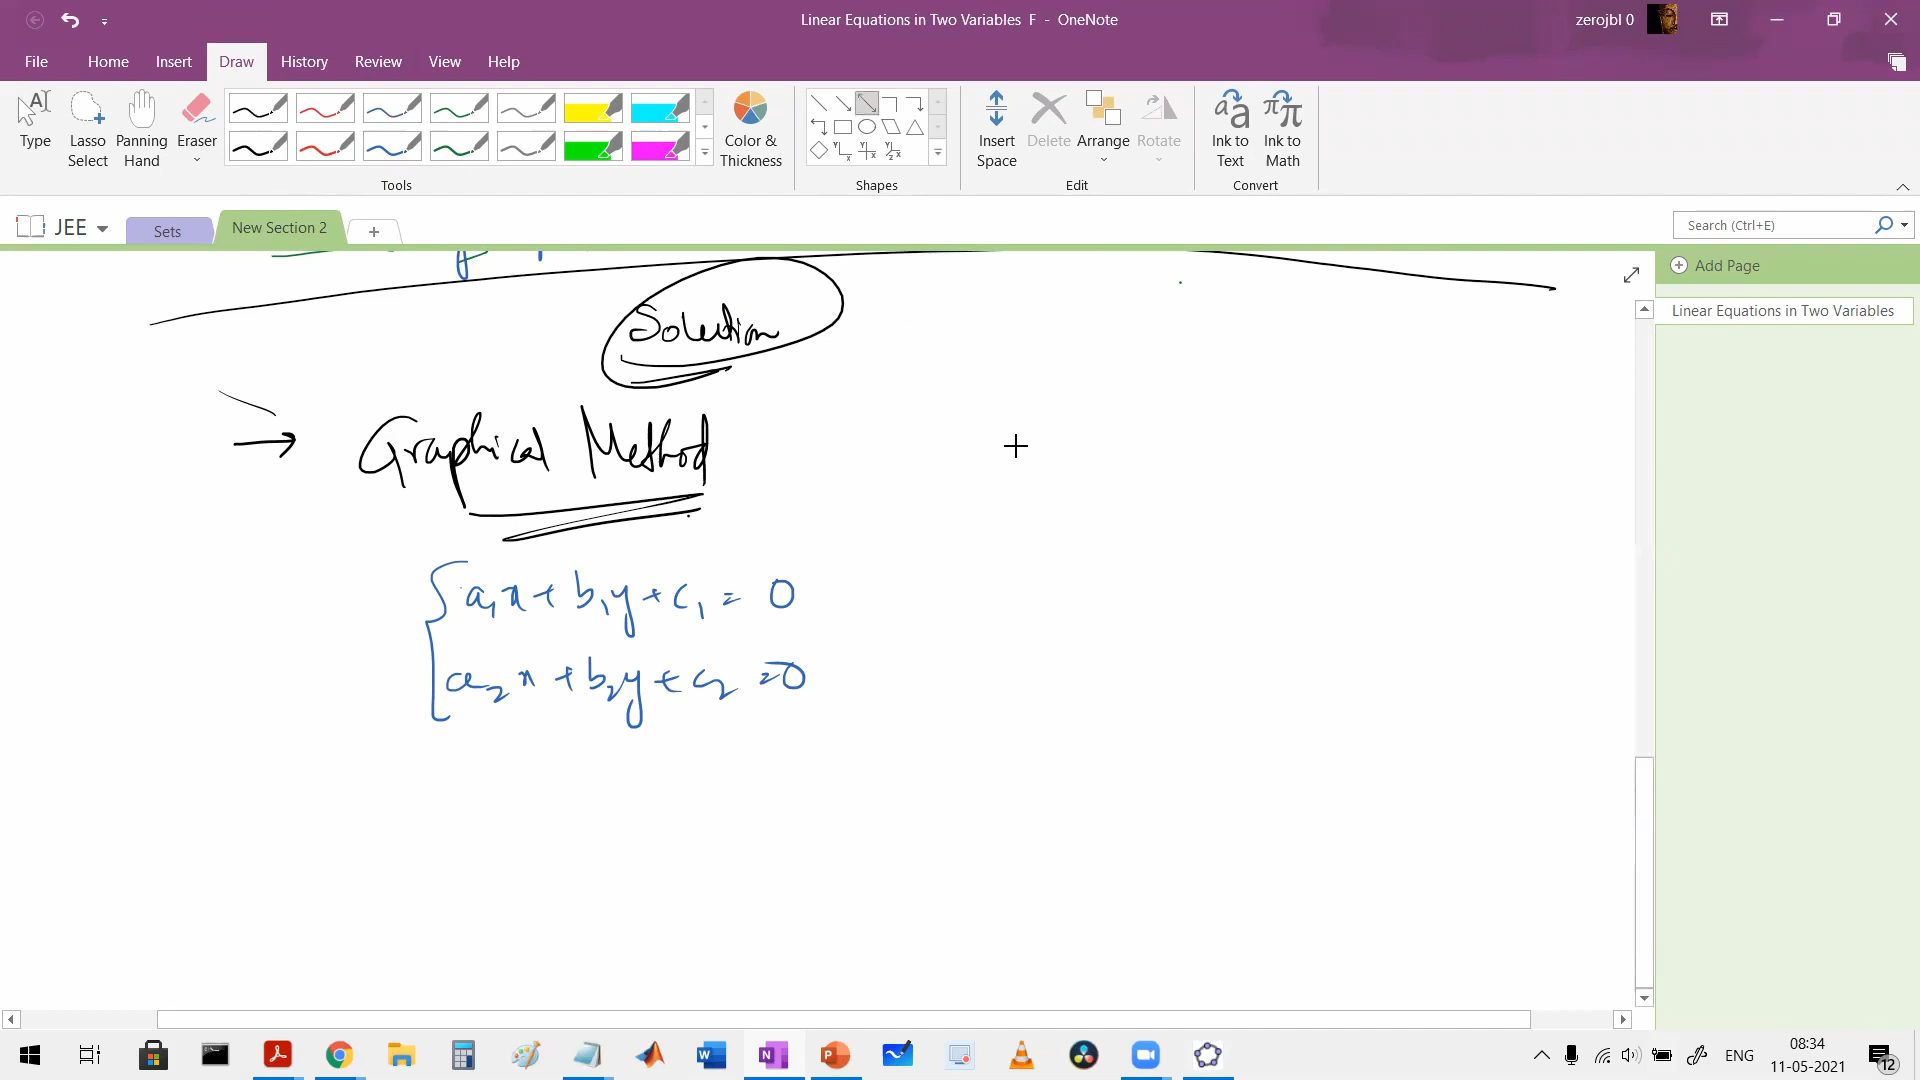 Linear Equations in Two Variables F - OneNote
zerojbl 0
File Home Insert Draw History Review View Help
Type
Lasso Select
Panning Hand
Eraser
Color & Thickness
Insert Space
Delete
Arrange
Rotate
Ink to Text
Ink to Math
Tools
Shapes
Edit
Convert
JEE
Sets
New Section 2
Search (Ctrl+E)
Add Page
Linear Equations in Two Variables
Solution
→ Graphical Method
a₁x + b₁y + c₁ = 0
a₂x + b₂y + c₂ = 0
ENG
08:34
11-05-2021
12